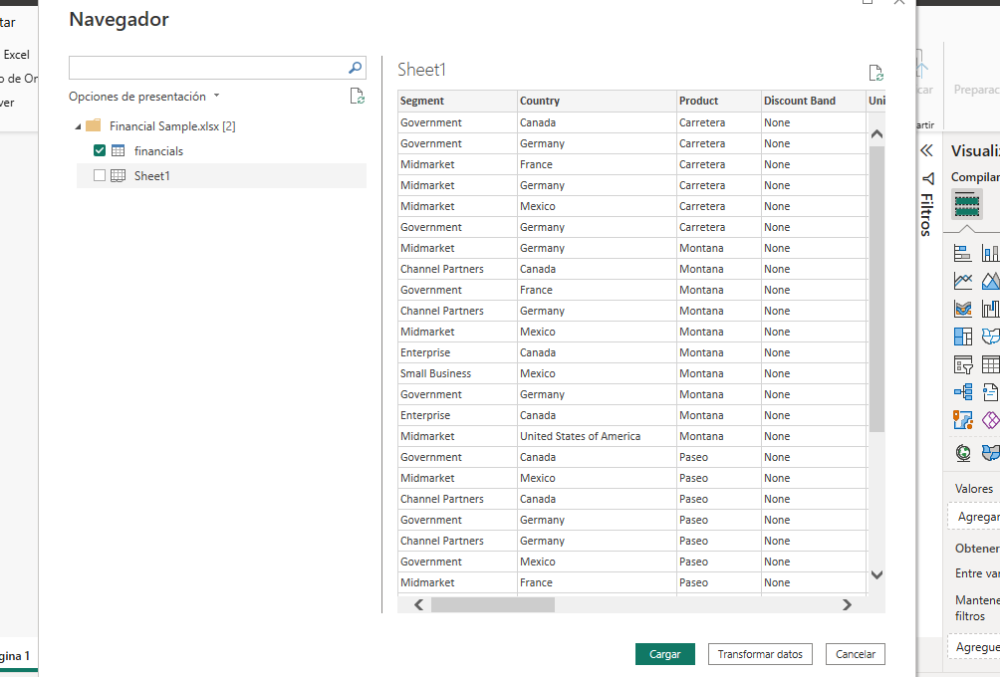 tar
Excel
o de Or
ver
gina 1
Navegador
Opciones de presentación
Financial Sample.xlsx [2]
financials
Sheet1
Sheet1
Segment Country Product Discount Band Uni
Government Canada Carretera None
Government Germany Carretera None
Midmarket France Carretera None
Midmarket Germany Carretera None
Midmarket Mexico Carretera None
Government Germany Carretera None
Midmarket Germany Montana None
Channel Partners Canada Montana None
Government France Montana None
Channel Partners Germany Montana None
Midmarket Mexico Montana None
Enterprise Canada Montana None
Small Business Mexico Montana None
Government Germany Montana None
Enterprise Canada Montana None
Midmarket United States of America Montana None
Government Canada Paseo None
Midmarket Mexico Paseo None
Channel Partners Canada Paseo None
Government Germany Paseo None
Channel Partners Germany Paseo None
Government Mexico Paseo None
Midmarket France Paseo None
Cargar Transformar datos Cancelar
car
Preparac
artir
Filtros
Visualiz
Compilar
Valores
Agregar
Obtener
Entre var
Mantene
filtros
Agregue